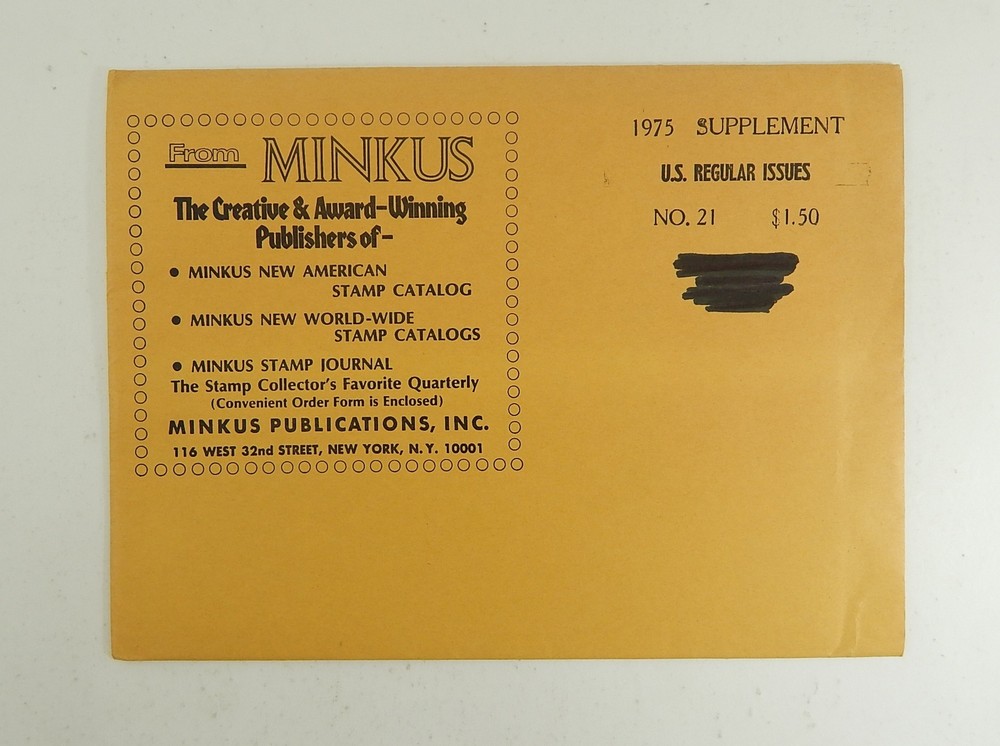 From MINKUS
The Creative & Award-Winning
Publishers of-
● MINKUS NEW AMERICAN
STAMP CATALOG
● MINKUS NEW WORLD-WIDE
STAMP CATALOGS
● MINKUS STAMP JOURNAL
The Stamp Collector's Favorite Quarterly
(Convenient Order Form is Enclosed)
MINKUS PUBLICATIONS, INC.
116 WEST 32nd STREET, NEW YORK, N.Y. 10001
1975 SUPPLEMENT
U.S. REGULAR ISSUES
NO. 21 $1.50